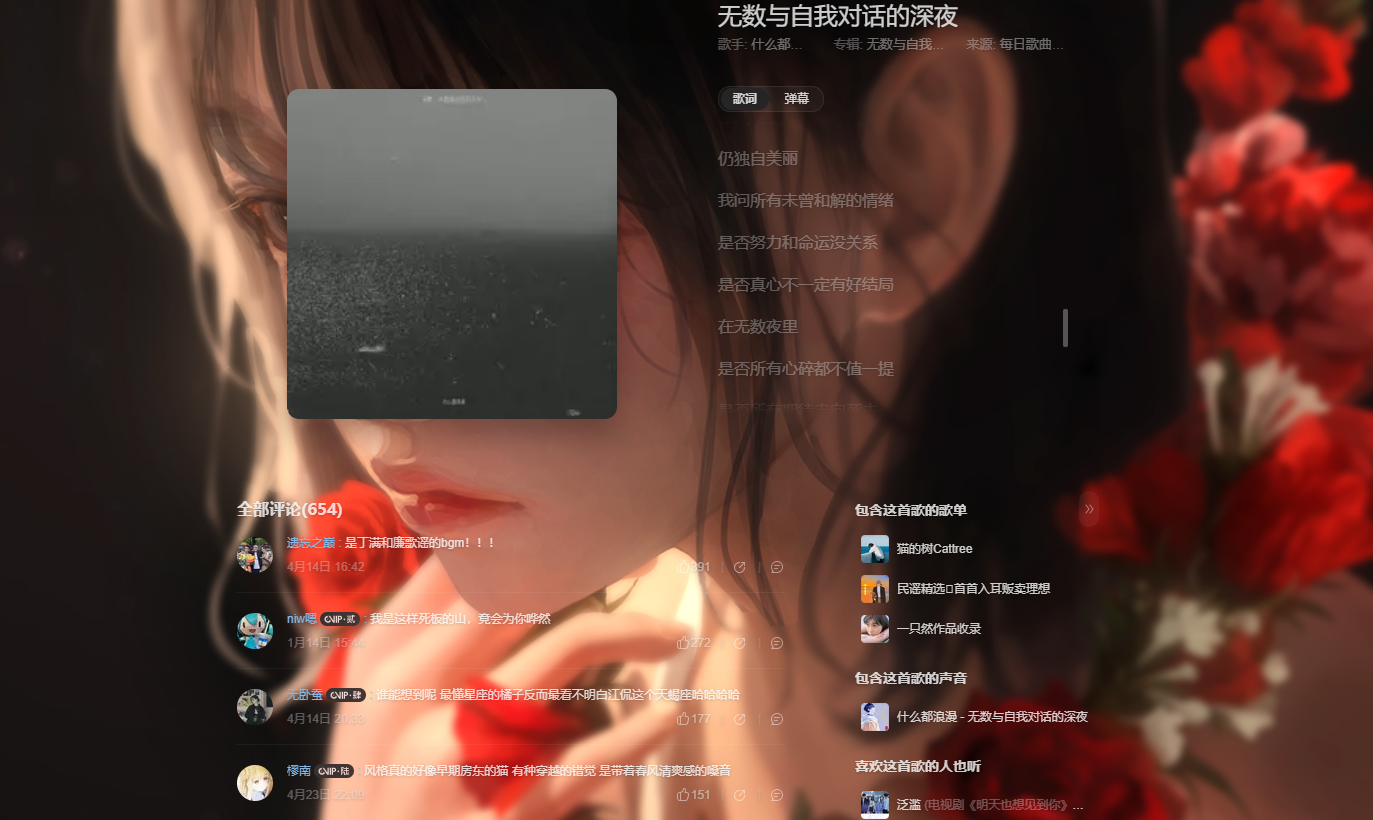 无数与自我对话的深夜
歌手: 什么都... 专辑: 无数与自我... 来源: 每日歌曲...
歌词 弹幕
仍独自美丽
我问所有未曾和解的情绪
是否努力和命运没关系
是否真心不一定有好结局
在无数夜里
是否所有心碎都不值一提
全部评论(654)
遗忘之巅 : 是丁满和廉歌谣的bgm！！！
4月14日 16:42
391
niw嗯 VIP·贰 : 我是这样死板的山，竟会为你哗然
1月14日 15:44
272
无卧蚕 VIP·肆 : 谁能想到呢 最懂星座的橘子反而最看不明白江侃这个天蝎座哈哈哈哈
4月14日 20:33
177
樛南 VIP·陆 : 风格真的好像早期房东的猫 有种穿越的错觉 是带着春风清爽感的嗓音
4月23日 22:09
151
包含这首歌的歌单
猫的树Cattree
民谣精选▯首首入耳贩卖理想
一只然作品收录
包含这首歌的声音
什么都浪漫 - 无数与自我对话的深夜
喜欢这首歌的人也听
泛滥 (电视剧《明天也想见到你》...